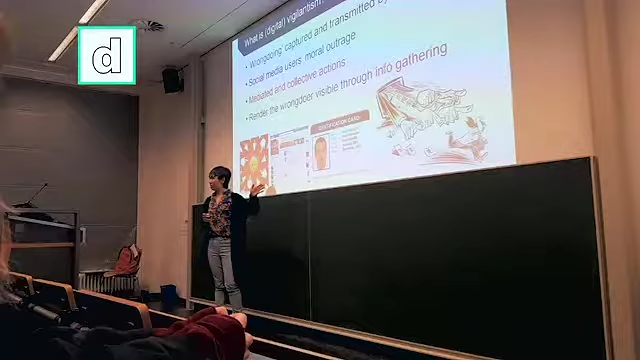 d
What is (digital) vigilantism?
• 'Wrongdoing' captured and transmitted by
• Social media users' moral outrage
• Mediated and collective actions
• Render the wrongdoer visible through info gathering
IDENTIFICATION CARD